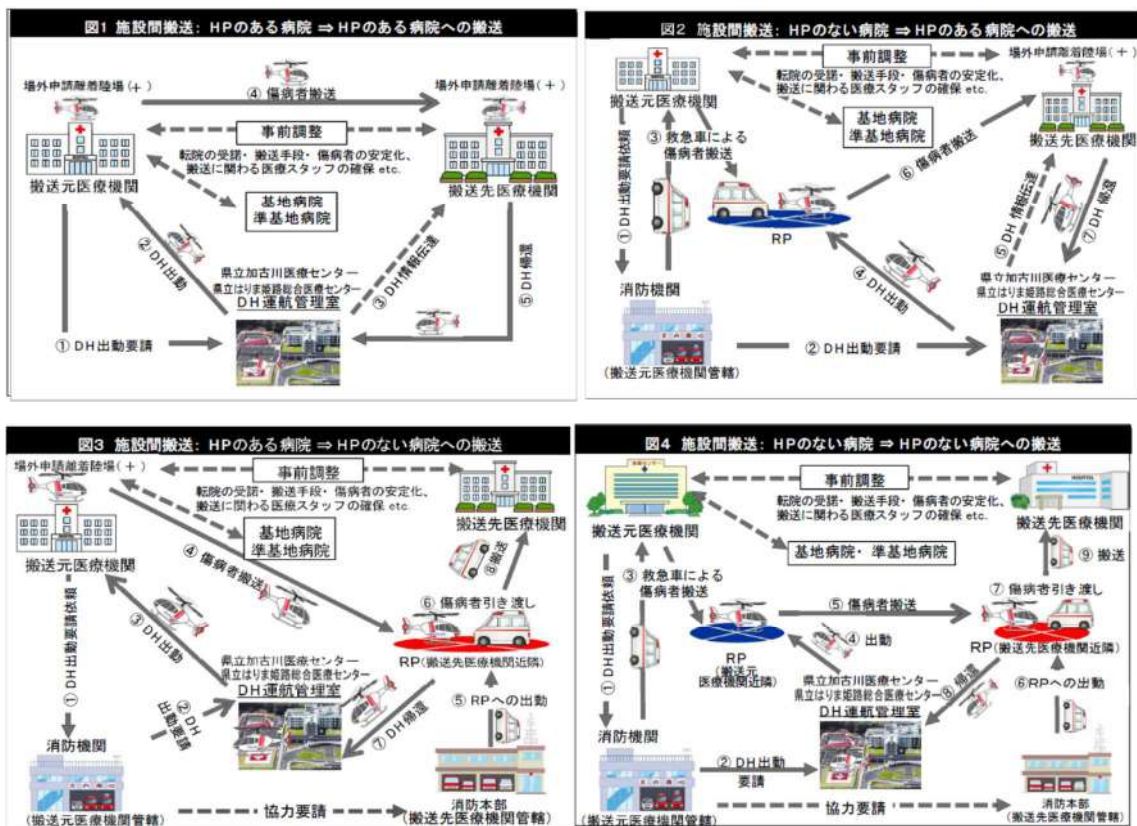 図1 施設間搬送: HPのある病院 ⇒ HPのある病院への搬送
場外申請離着陸場(+)
④ 傷病者搬送
場外申請離着陸場(+)
事前調整
転院の受諾・搬送手段・傷病者の安定化、
搬送に関わる医療スタッフの確保 etc.
搬送元医療機関
搬送先医療機関
基地病院
準基地病院
② DH出動
③ DH情報伝達
⑤ DH帰還
県立加古川医療センター
県立はりま姫路総合医療センター
DH運航管理室
① DH出動要請
図2 施設間搬送: HPのない病院 ⇒ HPのある病院への搬送
事前調整
場外申請離着陸場(+)
転院の受諾・搬送手段・傷病者の安定化、
搬送に関わる医療スタッフの確保 etc.
搬送元医療機関
基地病院
準基地病院
搬送先医療機関
③ 救急車による
傷病者搬送
⑥ 傷病者搬送
① DH出動要請依頼
RP
⑤ DH情報伝達
⑦ DH帰還
④ DH出動
消防機関
県立加古川医療センター
県立はりま姫路総合医療センター
DH運航管理室
② DH出動要請
(搬送元医療機関管轄)
図3 施設間搬送: HPのある病院 ⇒ HPのない病院への搬送
場外申請離着陸場(+)
事前調整
転院の受諾・搬送手段・傷病者の安定化、
搬送に関わる医療スタッフの確保 etc.
搬送先医療機関
基地病院
準基地病院
搬送元医療機関
④ 傷病者搬送
⑧搬送
⑥ 傷病者引き渡し
① DH出動要請依頼
③ DH出動
RP(搬送先医療機関近隣)
県立加古川医療センター
県立はりま姫路総合医療センター
DH運航管理室
② DH
出動要請
⑤ RPへの出動
⑦ DH帰還
消防機関
消防本部
(搬送元医療機関管轄)
協力要請
(搬送先医療機関管轄)
図4 施設間搬送: HPのない病院 ⇒ HPのない病院への搬送
事前調整
HOSPITAL
転院の受諾・搬送手段・傷病者の安定化、
搬送に関わる医療スタッフの確保 etc.
搬送元医療機関
搬送先医療機関
基地病院・準基地病院
⑨ 搬送
③ 救急車による
傷病者搬送
⑦ 傷病者引き渡し
⑤ 傷病者搬送
① DH出動要請依頼
④ 出動
RP
(搬送元
医療機関近隣)
RP(搬送先医療機関近隣)
県立加古川医療センター
県立はりま姫路総合医療センター
DH運航管理室
⑧ 帰還
⑥RPへの出動
消防機関
② DH出動
要請
消防本部
(搬送元医療機関管轄)
協力要請
(搬送先医療機関管轄)